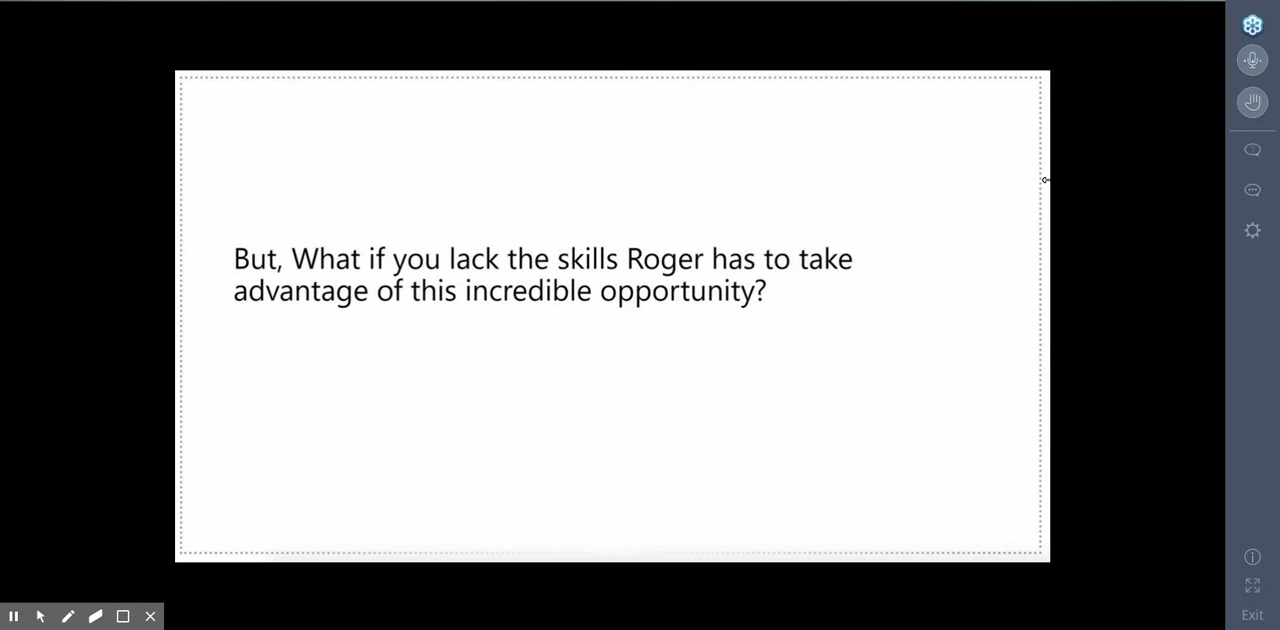 But, What if you lack the skills Roger has to take
advantage of this incredible opportunity?
Exit